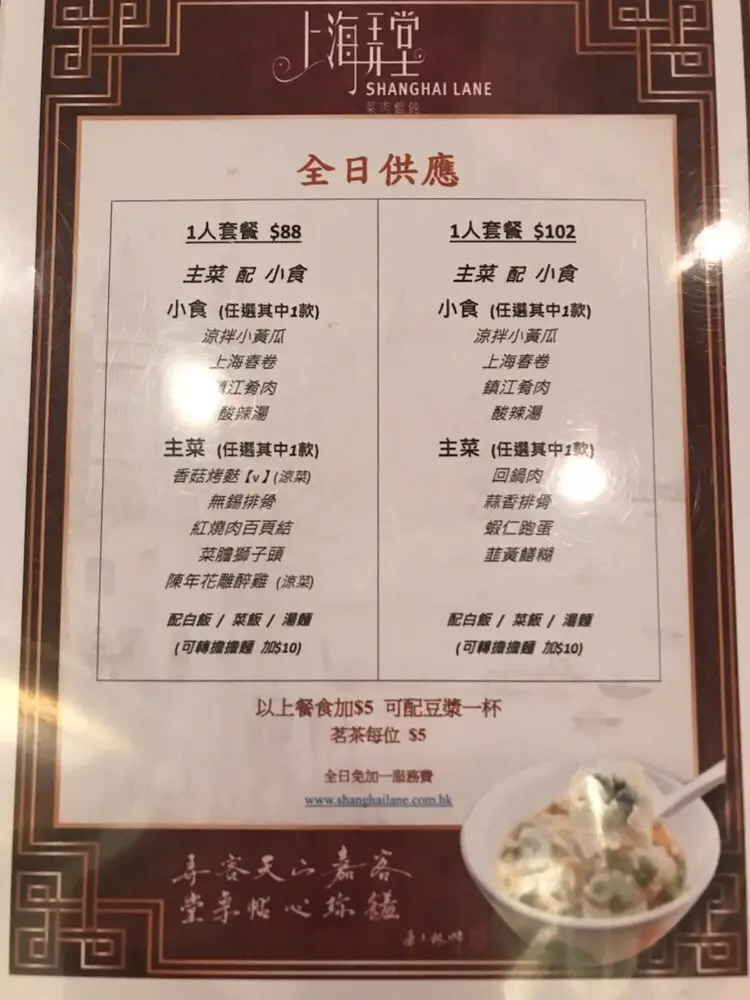 上海弄堂
SHANGHAI LANE
菜肉餛飩
全日供應
1人套餐 $88
主菜 配 小食
小食 (任選其中1款)
涼拌小黃瓜
上海春卷
鎮江肴肉
酸辣湯
主菜 (任選其中1款)
香菇烤麩【v】(涼菜)
無錫排骨
紅燒肉百頁結
菜膽獅子頭
陳年花雕醉雞 (涼菜)
配白飯 / 菜飯 / 湯麵
(可轉擔擔麵 加$10)
1人套餐 $102
主菜 配 小食
小食 (任選其中1款)
涼拌小黃瓜
上海春卷
鎮江肴肉
酸辣湯
主菜 (任選其中1款)
回鍋肉
蒜香排骨
蝦仁跑蛋
韮黃鱔糊
配白飯 / 菜飯 / 湯麵
(可轉擔擔麵 加$10)
以上餐食加$5 可配豆漿一杯
茗茶每位 $5
全日免加一服務費
www.shanghailane.com.hk